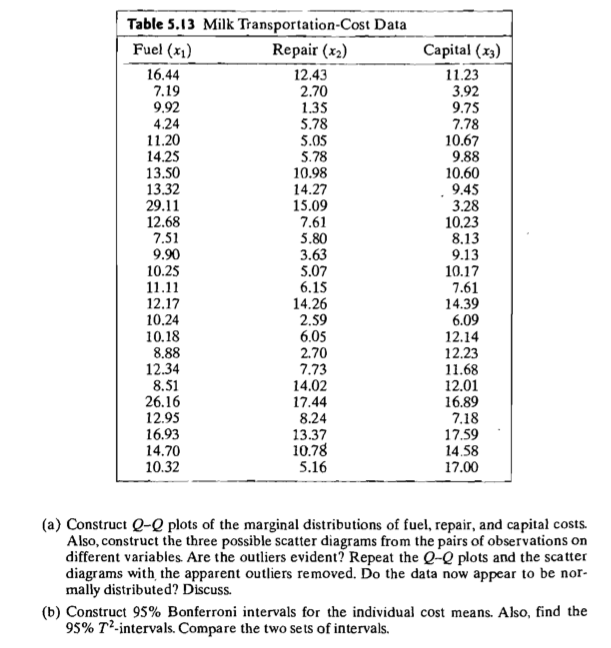 Table 5.13 Milk Transportation-Cost Data
Fuel (x₁) Repair (x₂) Capital (x₃)
16.44 12.43 11.23
7.19 2.70 3.92
9.92 1.35 9.75
4.24 5.78 7.78
11.20 5.05 10.67
14.25 5.78 9.88
13.50 10.98 10.60
13.32 14.27 9.45
29.11 15.09 3.28
12.68 7.61 10.23
7.51 5.80 8.13
9.90 3.63 9.13
10.25 5.07 10.17
11.11 6.15 7.61
12.17 14.26 14.39
10.24 2.59 6.09
10.18 6.05 12.14
8.88 2.70 12.23
12.34 7.73 11.68
8.51 14.02 12.01
26.16 17.44 16.89
12.95 8.24 7.18
16.93 13.37 17.59
14.70 10.78 14.58
10.32 5.16 17.00
(a) Construct Q–Q plots of the marginal distributions of fuel, repair, and capital costs.
Also, construct the three possible scatter diagrams from the pairs of observations on
different variables. Are the outliers evident? Repeat the Q–Q plots and the scatter
diagrams with the apparent outliers removed. Do the data now appear to be nor-
mally distributed? Discuss.
(b) Construct 95% Bonferroni intervals for the individual cost means. Also, find the
95% T²-intervals. Compare the two sets of intervals.